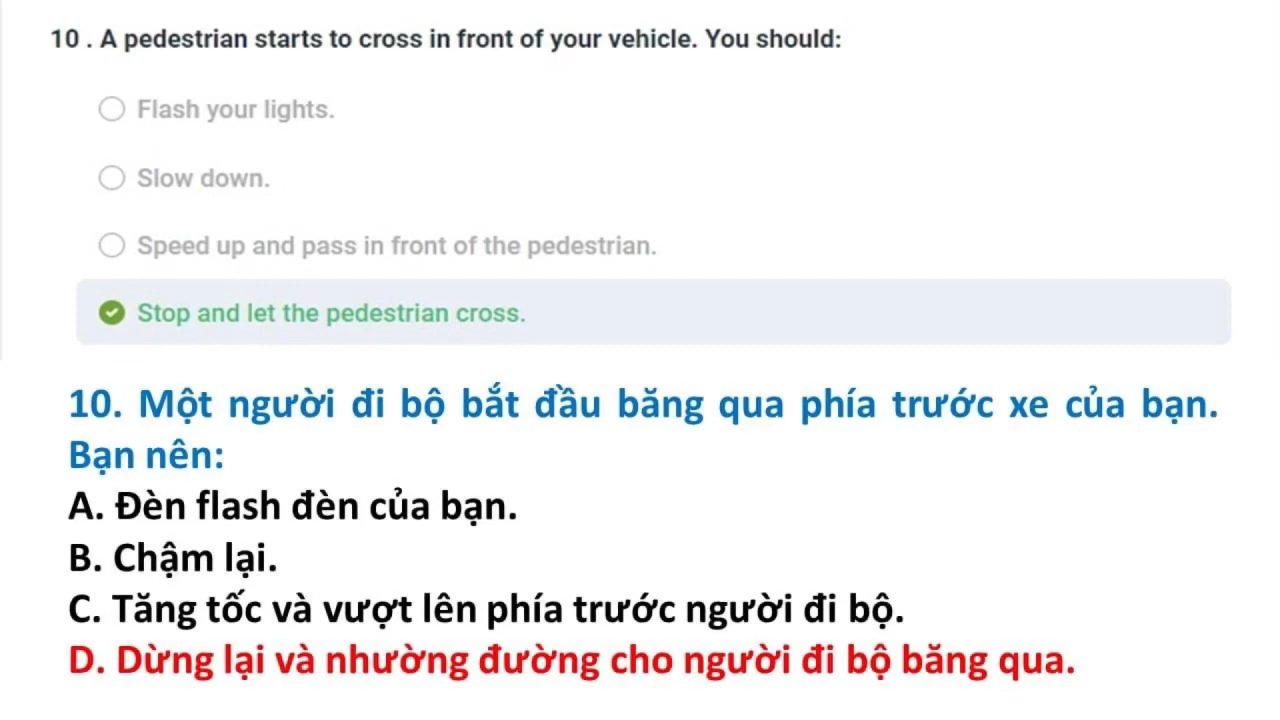 10 . A pedestrian starts to cross in front of your vehicle. You should:
Flash your lights.
Slow down.
Speed up and pass in front of the pedestrian.
Stop and let the pedestrian cross.
10. Một người đi bộ bắt đầu băng qua phía trước xe của bạn.
Bạn nên:
A. Đèn flash đèn của bạn.
B. Chậm lại.
C. Tăng tốc và vượt lên phía trước người đi bộ.
D. Dừng lại và nhường đường cho người đi bộ băng qua.